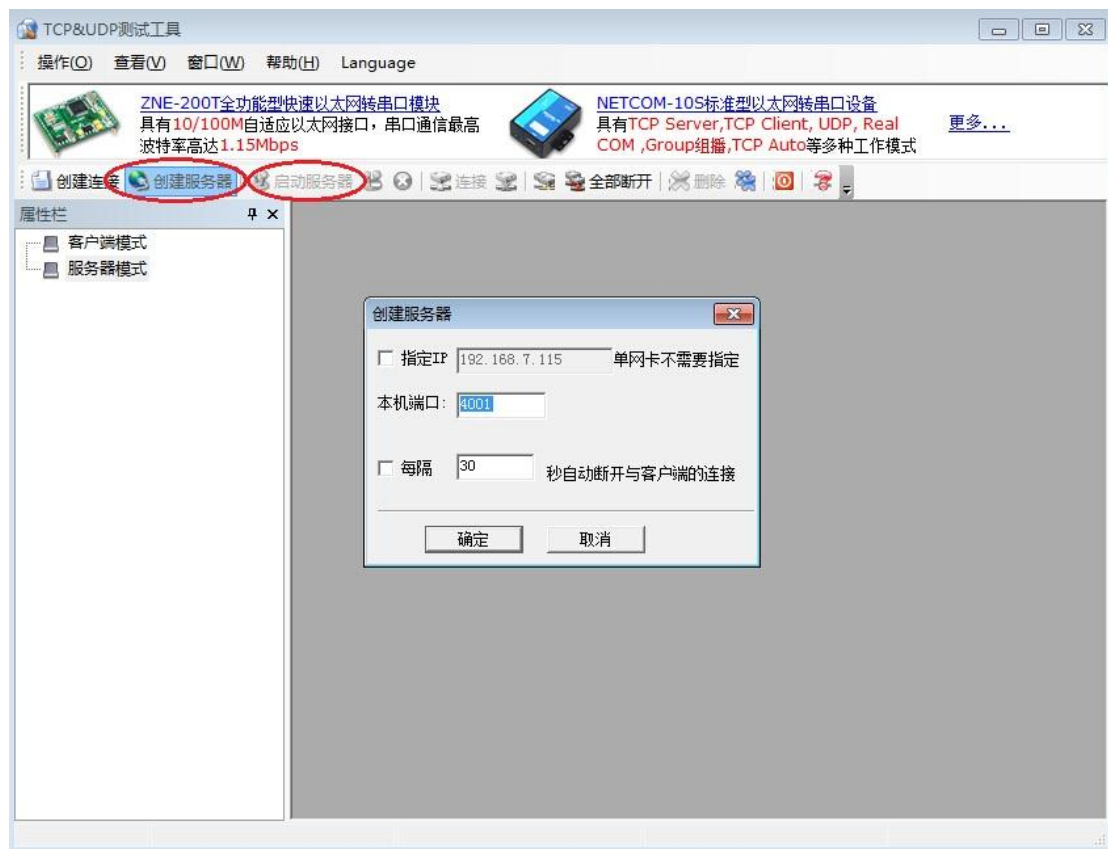 TCP&UDP测试工具
操作(O) 查看(V) 窗口(W) 帮助(H) Language
ZNE-200T全功能型快速以太网转串口模块
具有10/100M自适应以太网接口，串口通信最高
波特率高达1.15Mbps
NETCOM-10S标准型以太网转串口设备
具有TCP Server,TCP Client, UDP, Real
COM ,Group组播,TCP Auto等多种工作模式
更多...
创建连接 创建服务器 启动服务器 连接 全部断开 删除
属性栏
客户端模式
服务器模式
创建服务器
指定IP 192.168.7.115 单网卡不需要指定
本机端口: 4001
每隔 30 秒自动断开与客户端的连接
确定 取消